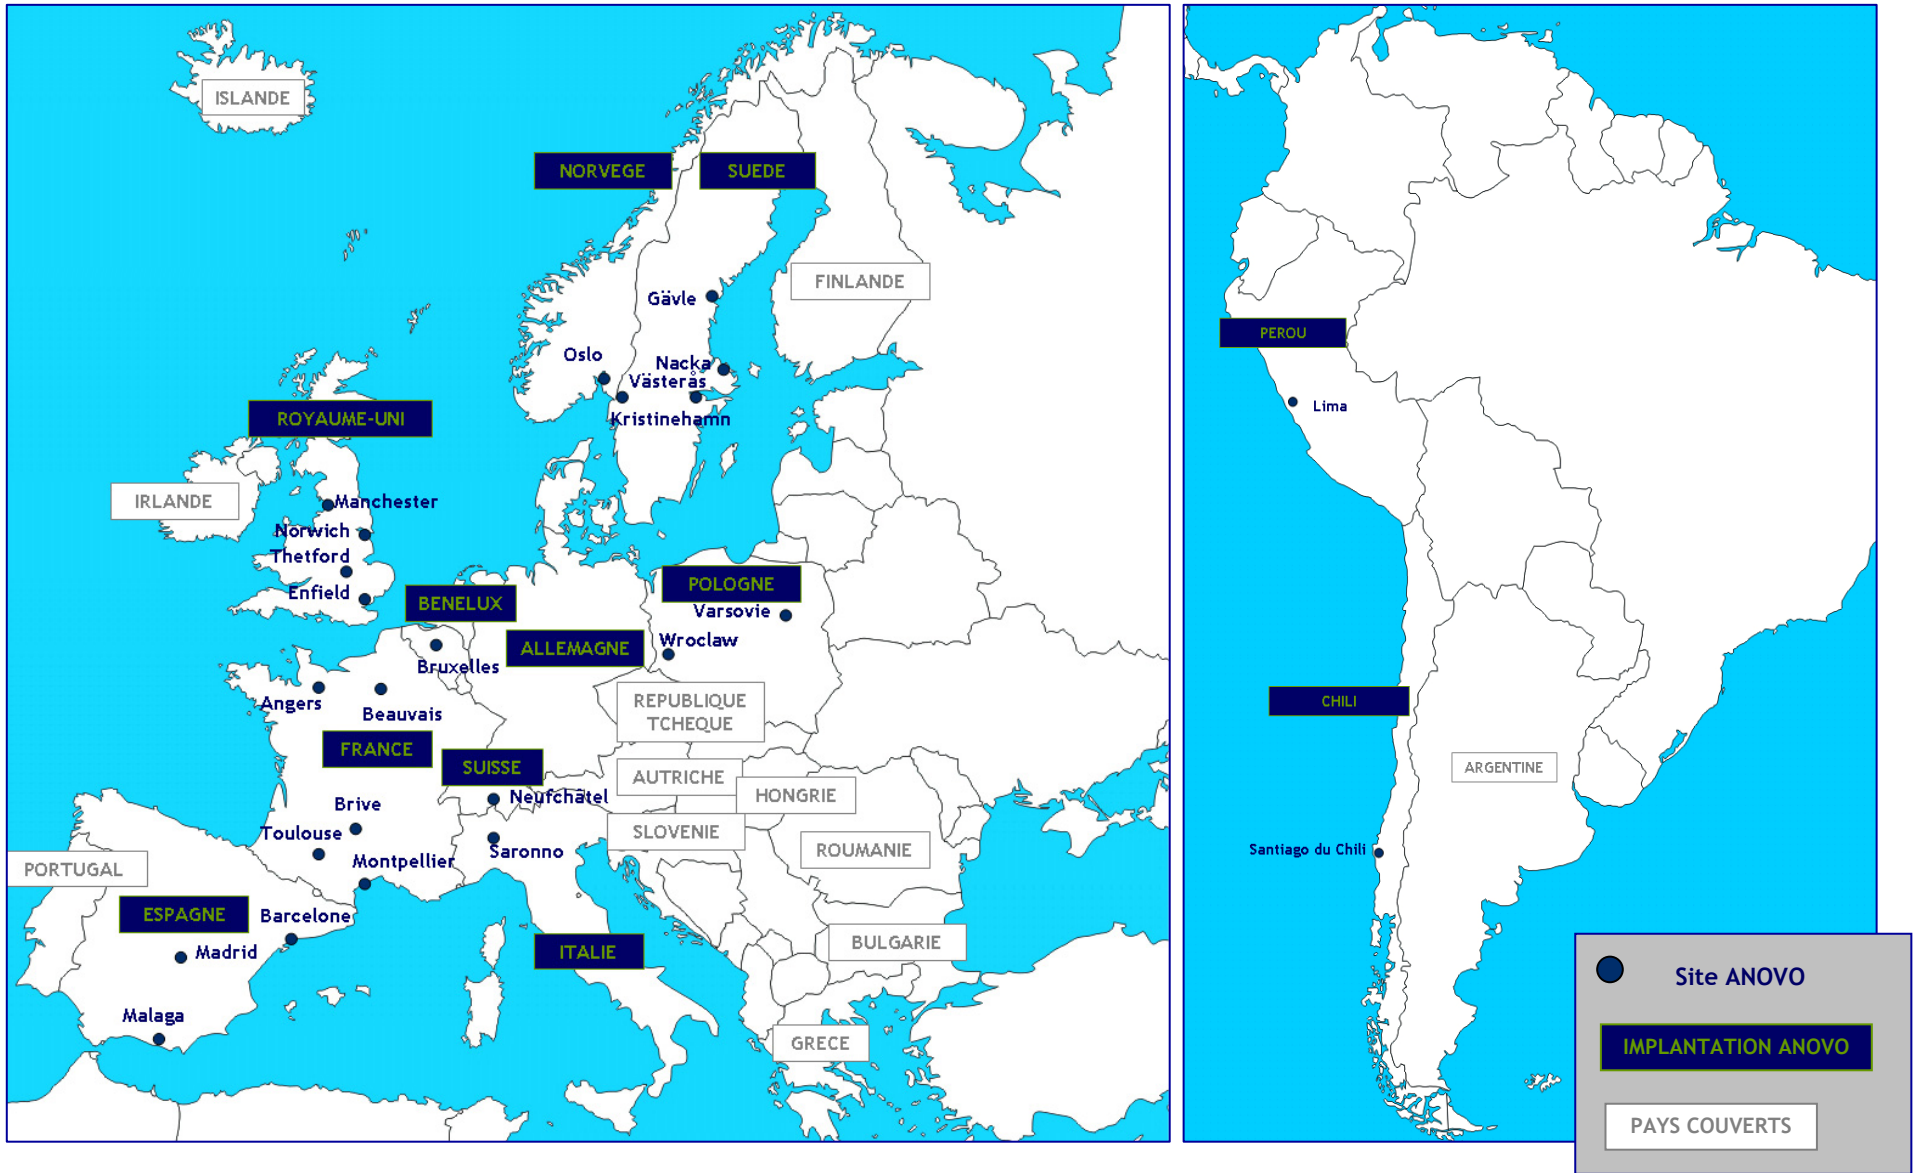 ISLANDE
NORVEGE
SUEDE
FINLANDE
Gävle
Oslo
Nacka
Västerås
Kristinehamn
ROYAUME-UNI
IRLANDE
Manchester
Norwich
Thetford
Enfield
BENELUX
POLOGNE
Varsovie
ALLEMAGNE
Wroclaw
Bruxelles
Angers
Beauvais
REPUBLIQUE
TCHEQUE
FRANCE
SUISSE
AUTRICHE
Neufchâtel
HONGRIE
Brive
Toulouse
SLOVENIE
Saronno
ROUMANIE
Montpellier
PORTUGAL
ESPAGNE
Barcelone
Madrid
ITALIE
BULGARIE
Malaga
GRECE
PEROU
Lima
CHILI
ARGENTINE
Santiago du Chili
Site ANOVO
IMPLANTATION ANOVO
PAYS COUVERTS